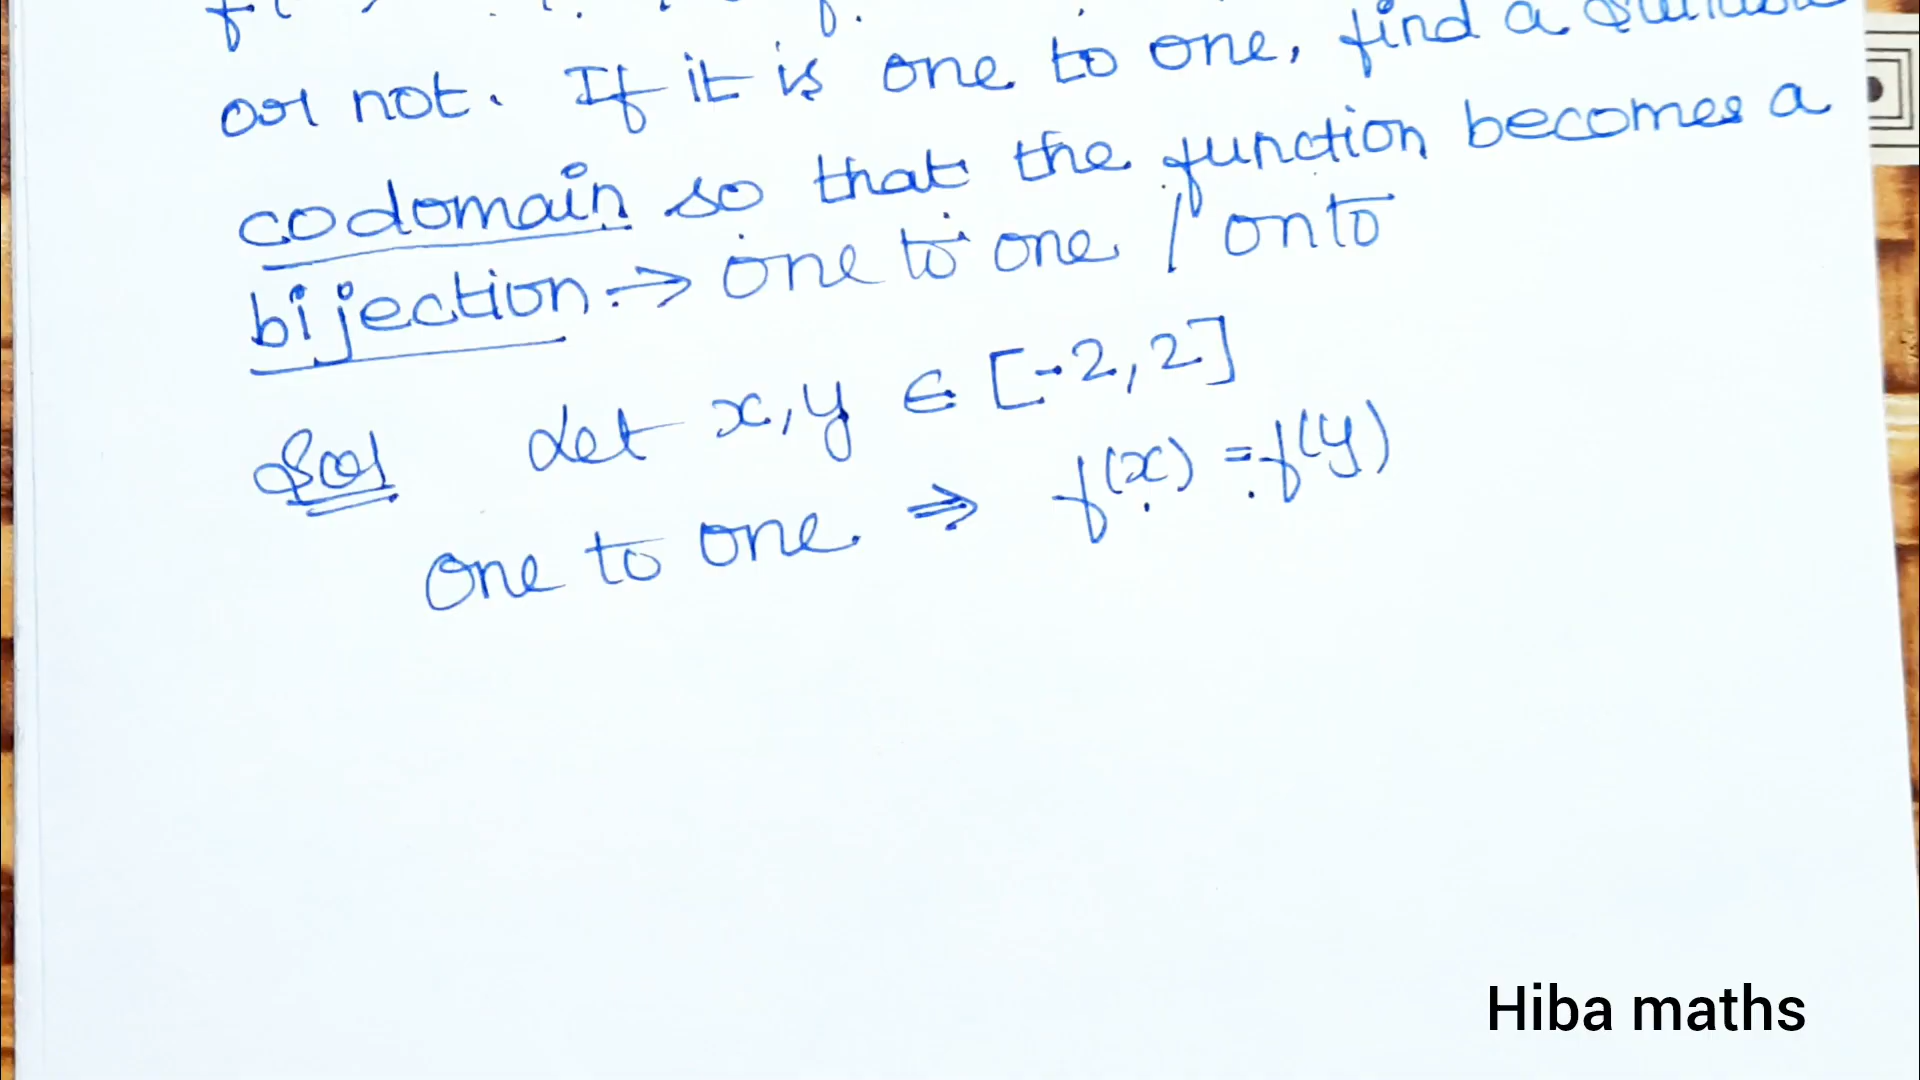 or not. If it is one to one, find a
codomain so that the function becomes a
bijection. → one to one / onto
Sol Let x, y ∈ [-2, 2]
one to one ⇒ f(x) = f(y)
Hiba maths